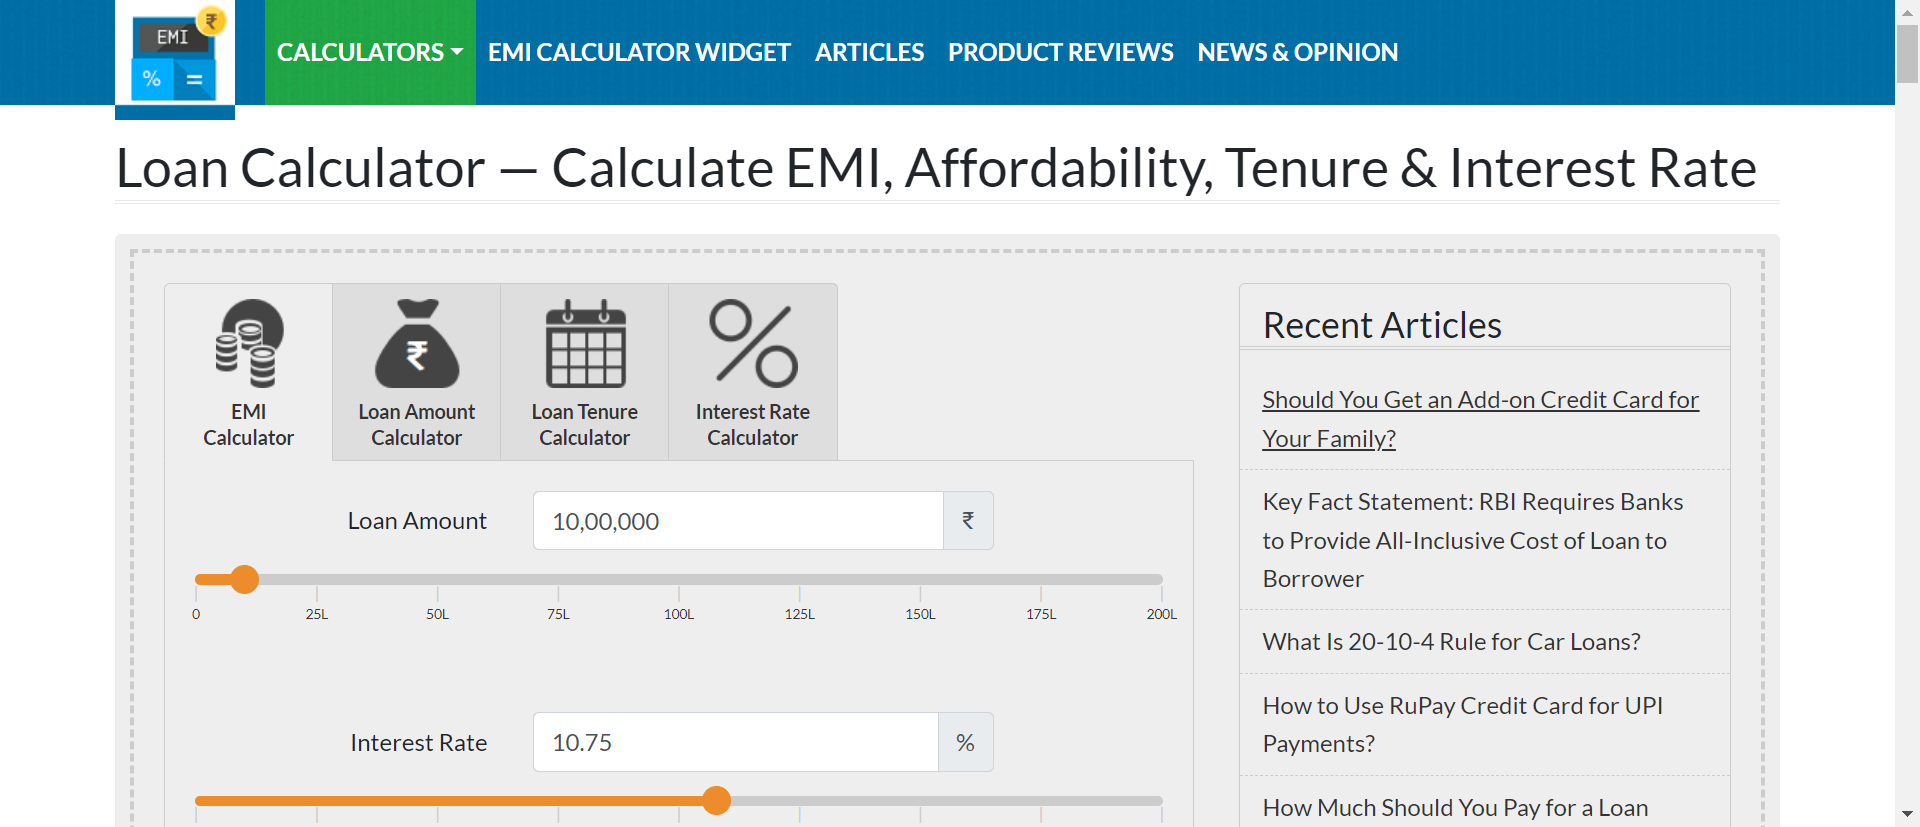 EMI
₹
% =
CALCULATORS
EMI CALCULATOR WIDGET
ARTICLES
PRODUCT REVIEWS
NEWS & OPINION
Loan Calculator — Calculate EMI, Affordability, Tenure & Interest Rate
EMI
Calculator
₹
Loan Amount
Calculator
Loan Tenure
Calculator
Interest Rate
Calculator
Loan Amount
10,00,000
₹
0 25L 50L 75L 100L 125L 150L 175L 200L
Interest Rate
10.75
%
Recent Articles
Should You Get an Add-on Credit Card for
Your Family?
Key Fact Statement: RBI Requires Banks
to Provide All-Inclusive Cost of Loan to
Borrower
What Is 20-10-4 Rule for Car Loans?
How to Use RuPay Credit Card for UPI
Payments?
How Much Should You Pay for a Loan